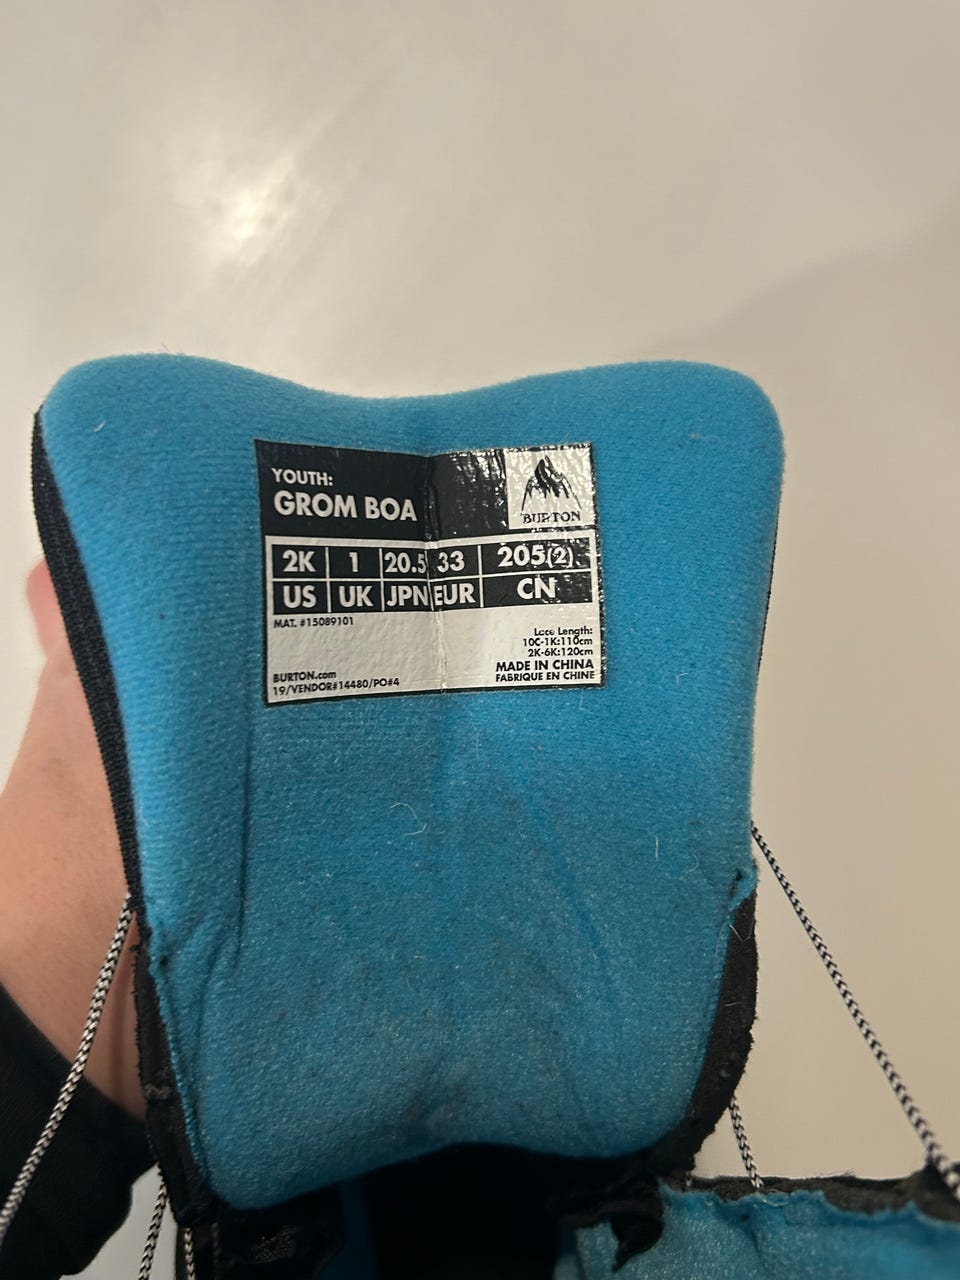 YOUTH:
GROM BOA
BURTON
2K 1 20.5 33 205(2)
US UK JPN EUR CN
MAT. #15089101
Lace Length:
10C-1K:110cm
2K-6K:120cm
MADE IN CHINA
FABRIQUE EN CHINE
BURTON.com
19/VENDOR#14480/PO#4